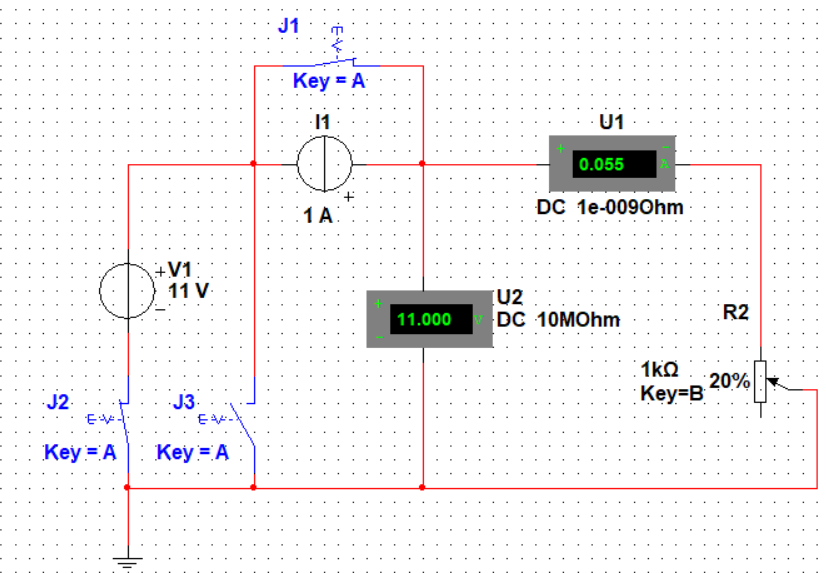 J1
Key = A
I1
+
1 A
U1
+ -
0.055 A
DC 1e-009Ohm
+ V1
11 V
-
U2
+
11.000 V
-
DC 10MOhm
R2
1kΩ
20%
Key=B
J2
Key = A
J3
Key = A